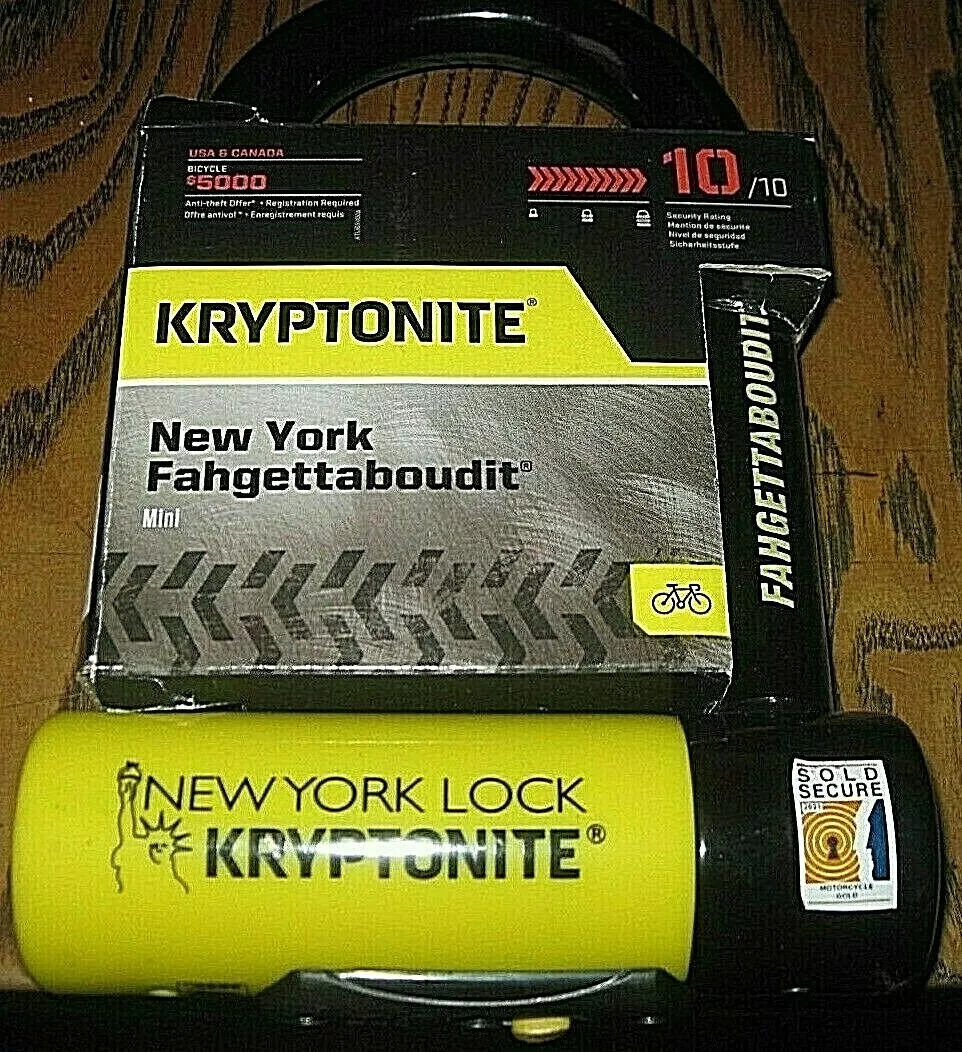 USA & CANADA
BICYCLE
$5000
Anti-theft Offer* • Registration Required
Offre antivol* • Enregistrement requis
10/10
Security Rating
Mention de sécurité
Nivel de seguridad
Sicherheitsstufe
KRYPTONITE®
New York
Fahgettaboudit®
Mini
FAHGETTABOUDIT
NEW YORK LOCK
KRYPTONITE®
SOLD
SECURE
MOTORCYCLE
GOLD